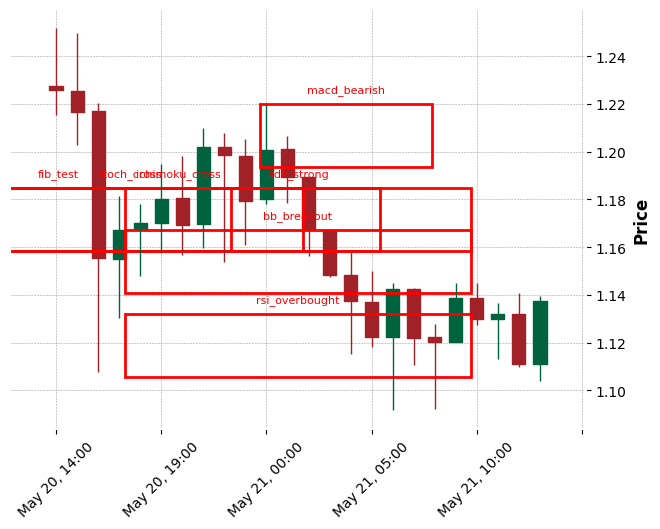 macd_bearish
fib_test
ichimoku_cross
adx_strong
bb_breakout
rsi_overbought
1.24
1.22
1.20
1.18
1.16
1.14
1.12
1.10
Price
May 20, 14:00
May 20, 19:00
May 21, 00:00
May 21, 05:00
May 21, 10:00